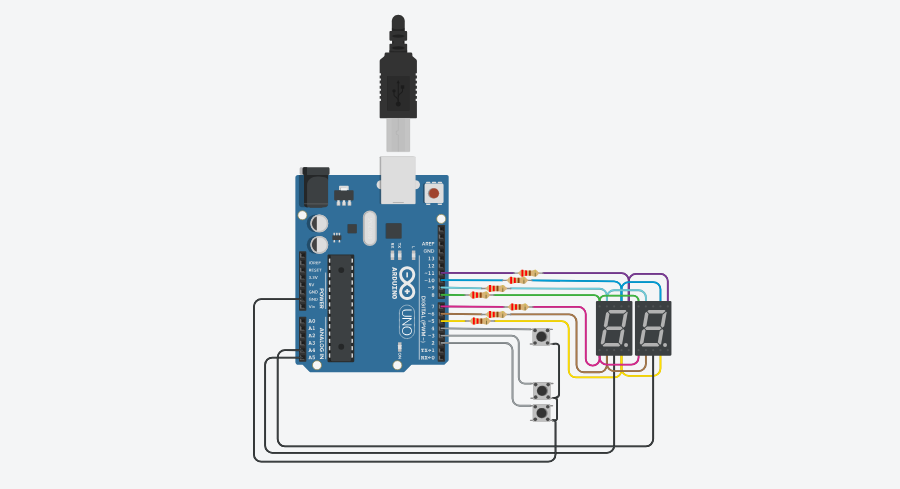 AREF
GND
13
12
~11
~10
~9
8
7
~6
~5
4
3
2
TX→1
RX←0
DIGITAL (PWM~)
IOREF
RESET
3.3V
5V
GND
GND
Vin
POWER
A0
A1
A2
A3
A4
A5
ANALOG IN
RX
TX
L
ARDUINO
UNO
ON